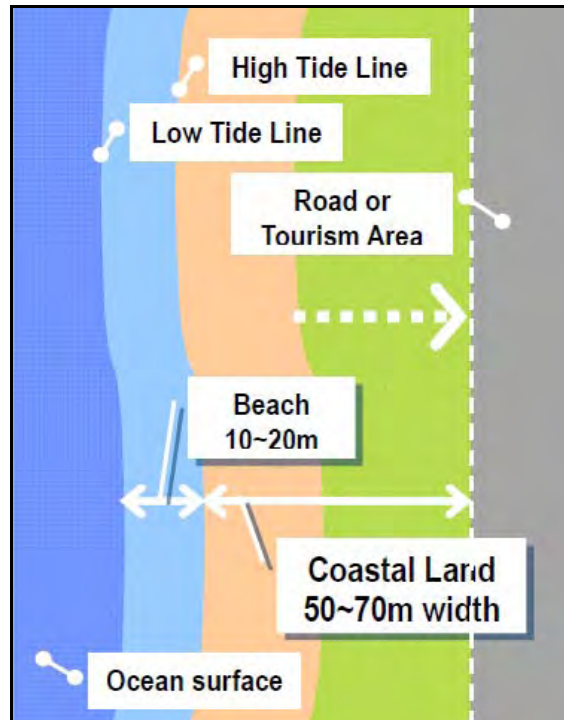 High Tide Line
Low Tide Line
Road or
Tourism Area
Beach
10~20m
Coastal Land
50~70m width
Ocean surface